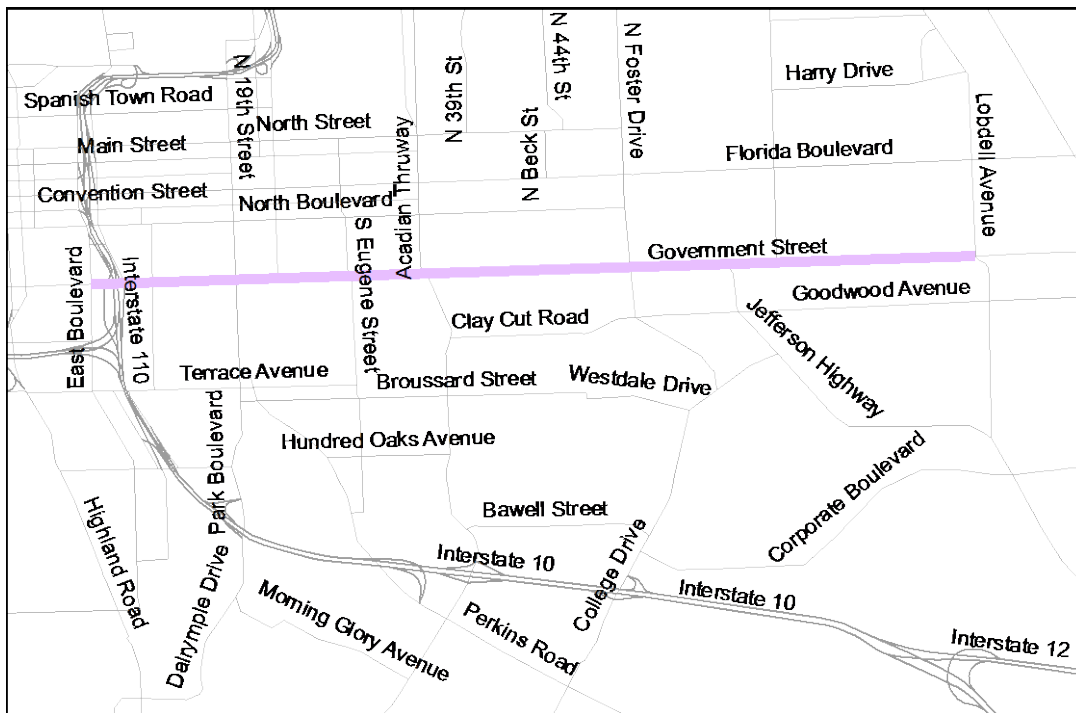 N 44th St
N Foster Drive
N 19th Street
N 39th St
Harry Drive
Spanish Town Road
North Street
Lobdell Avenue
Main Street
Acadian Thruway
N Beck St
Florida Boulevard
Convention Street
North Boulevard
S Eugene Street
Government Street
East Boulevard
Interstate 110
Goodwood Avenue
Clay Cut Road
Jefferson Highway
Terrace Avenue
Broussard Street
Westdale Drive
Park Boulevard
Hundred Oaks Avenue
Corporate Boulevard
Highland Road
Bawell Street
College Drive
Interstate 10
Interstate 10
Dalrymple Drive
Morning Glory Avenue
Perkins Road
Interstate 12